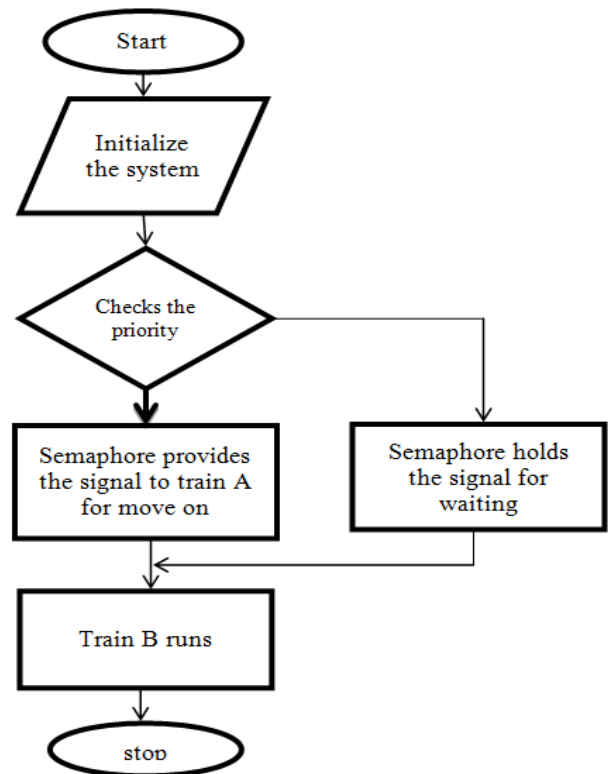 Start
Initialize
the system
Checks the
priority
Semaphore provides
the signal to train A
for move on
Semaphore holds
the signal for
waiting
Train B runs
stop